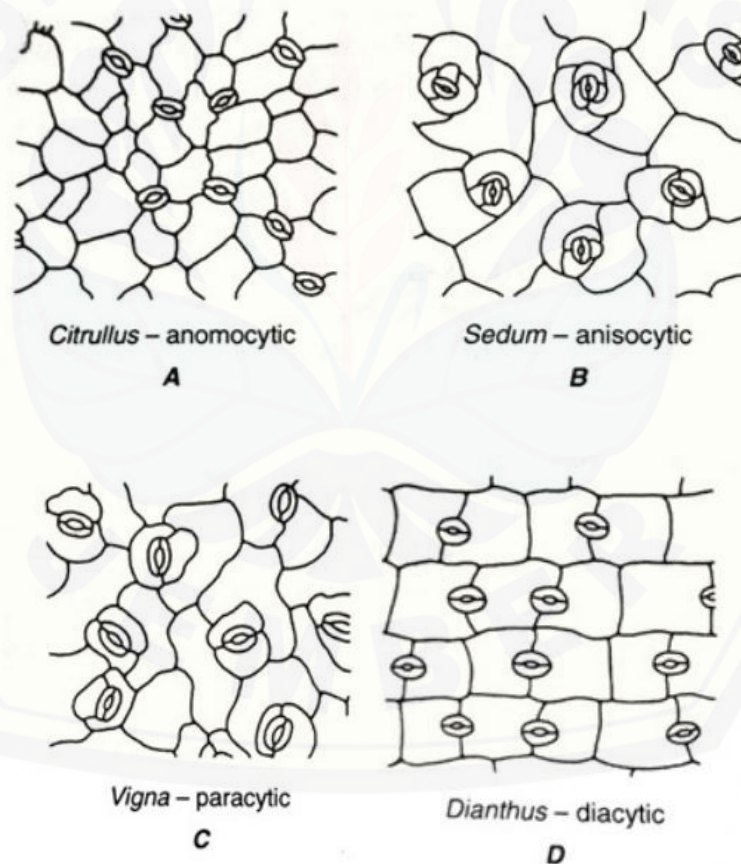 Citrullus – anomocytic
A
Sedum – anisocytic
B
Vigna – paracytic
C
Dianthus – diacytic
D